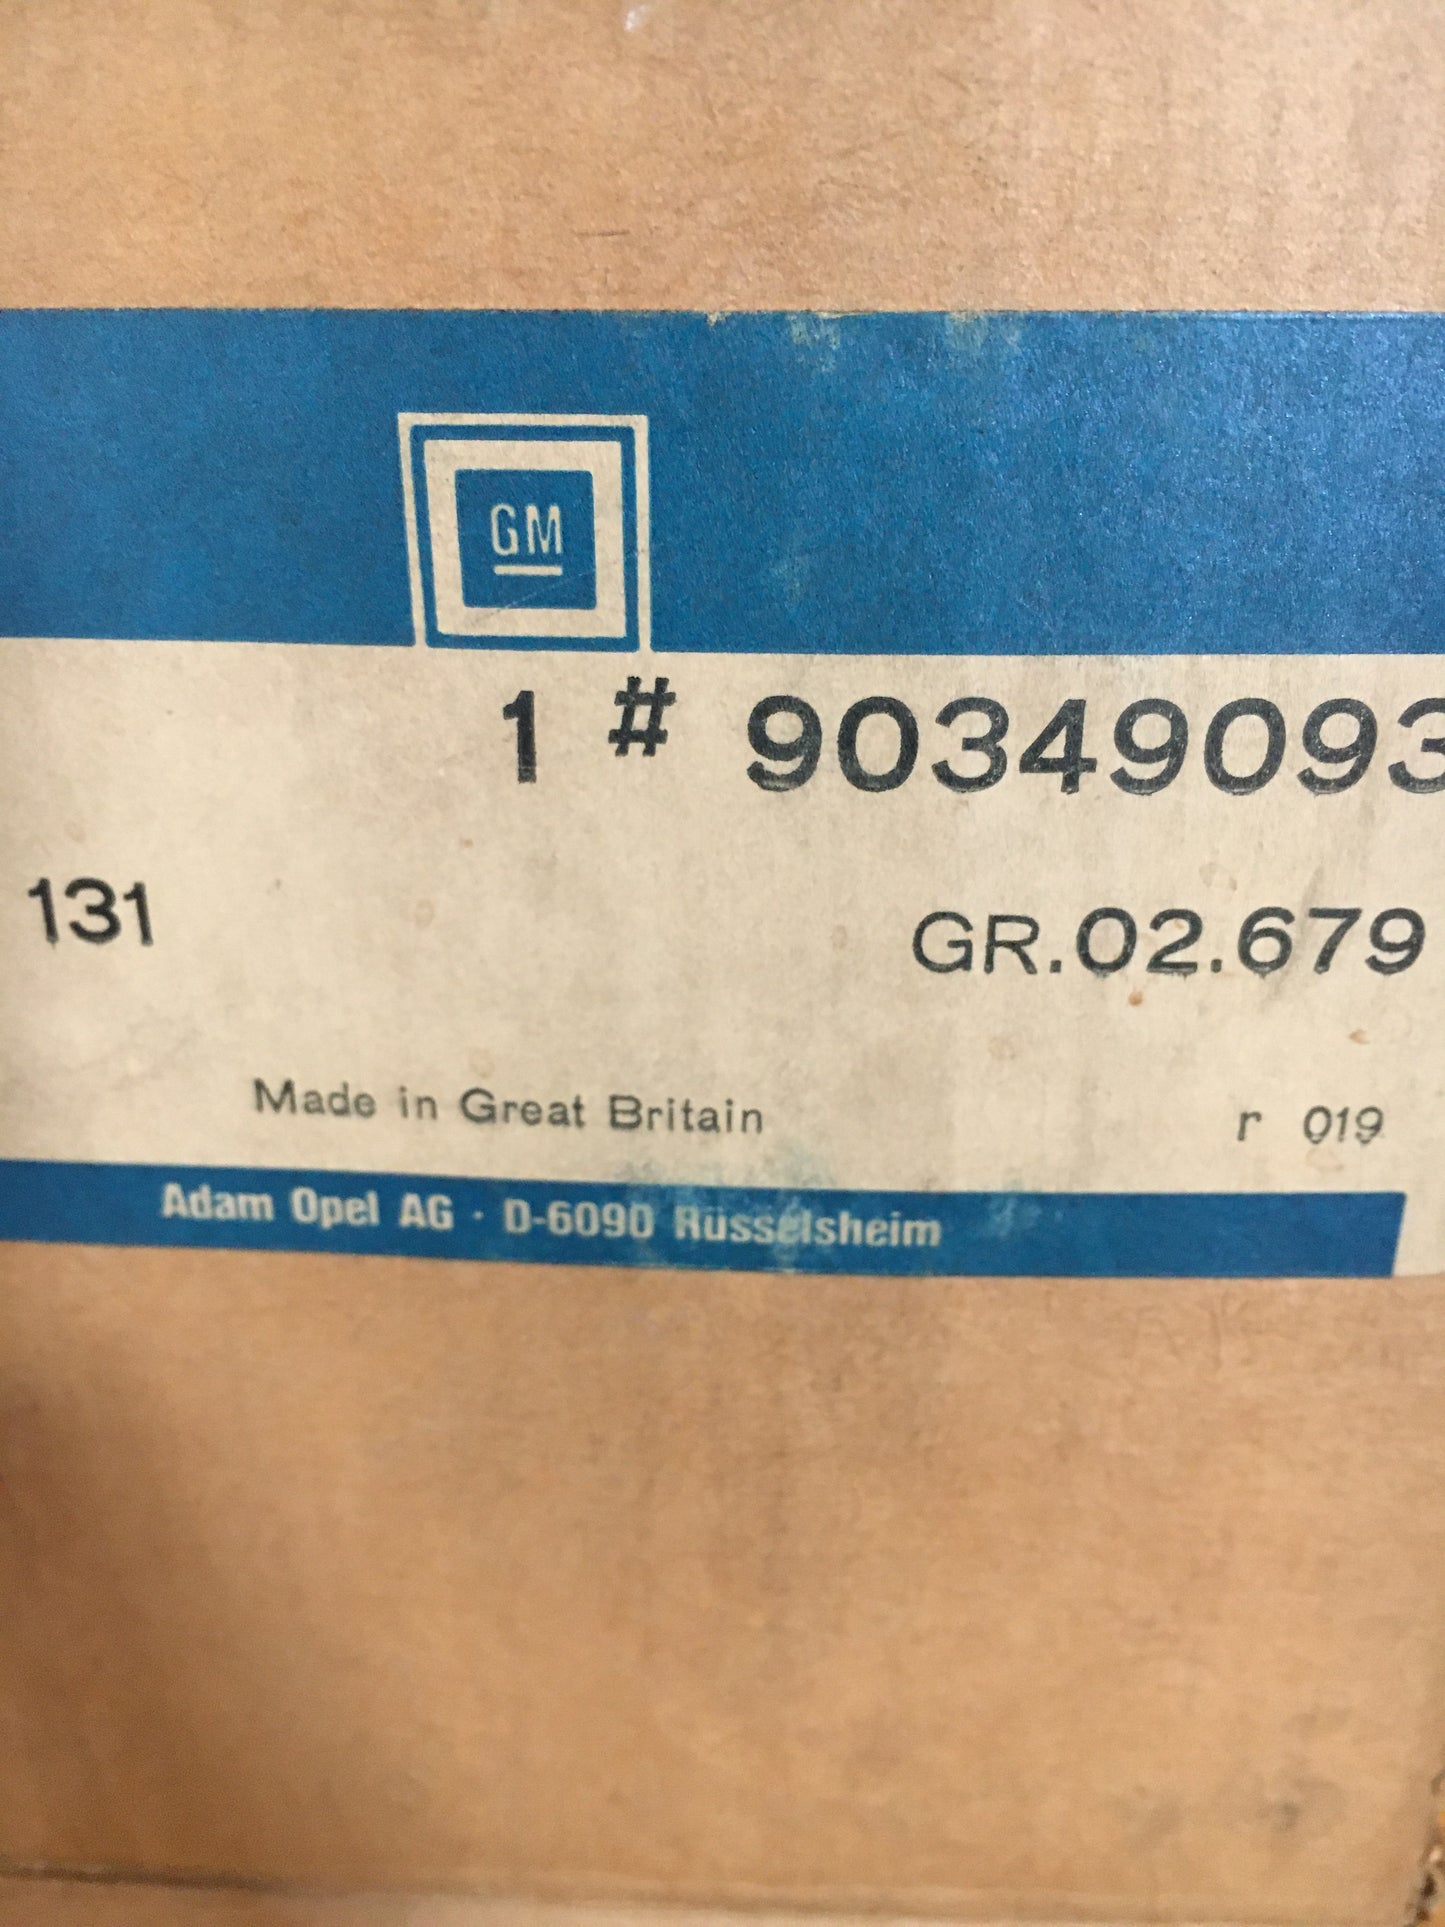 GM
1 # 90349093
131
GR.02.679
Made in Great Britain
r 019
Adam Opel AG · D-6090 Rüsselsheim